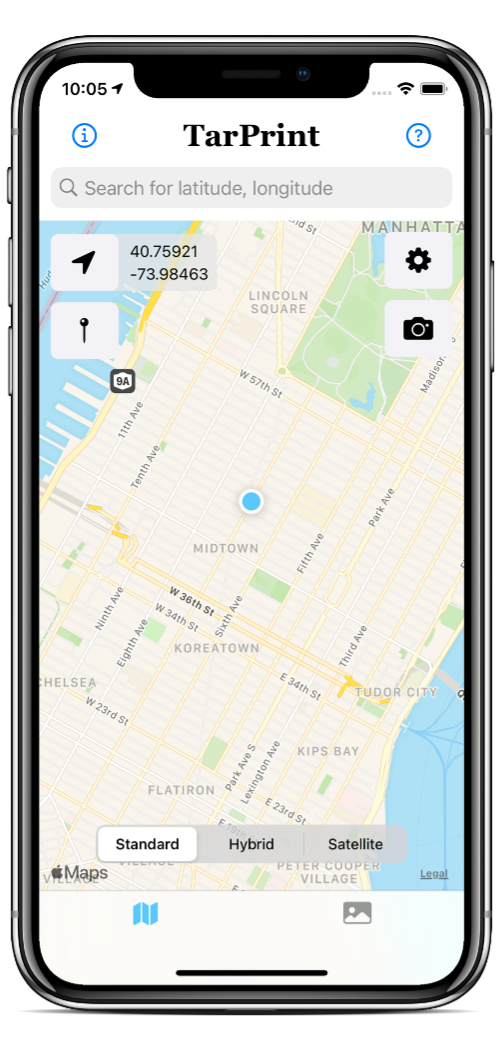 10:05
TarPrint
Search for latitude, longitude
40.75921
-73.98463
MANHATTA
LINCOLN
SQUARE
W 57th St
Madison
9A
11th Ave
Tenth Ave
Park Ave
MIDTOWN
Fifth Ave
W 36th St
W 34th St
Ninth Ave
Sixth Ave
Eighth Ave
KOREATOWN
Third Ave
E 34th St
CHELSEA
TUDOR CITY
W 23rd St
KIPS BAY
Park Ave S
Lexington Ave
FLATIRON
E 23rd St
Standard
Hybrid
Satellite
PETER COOPER
VILLAGE
VILLAGE
Maps
Legal